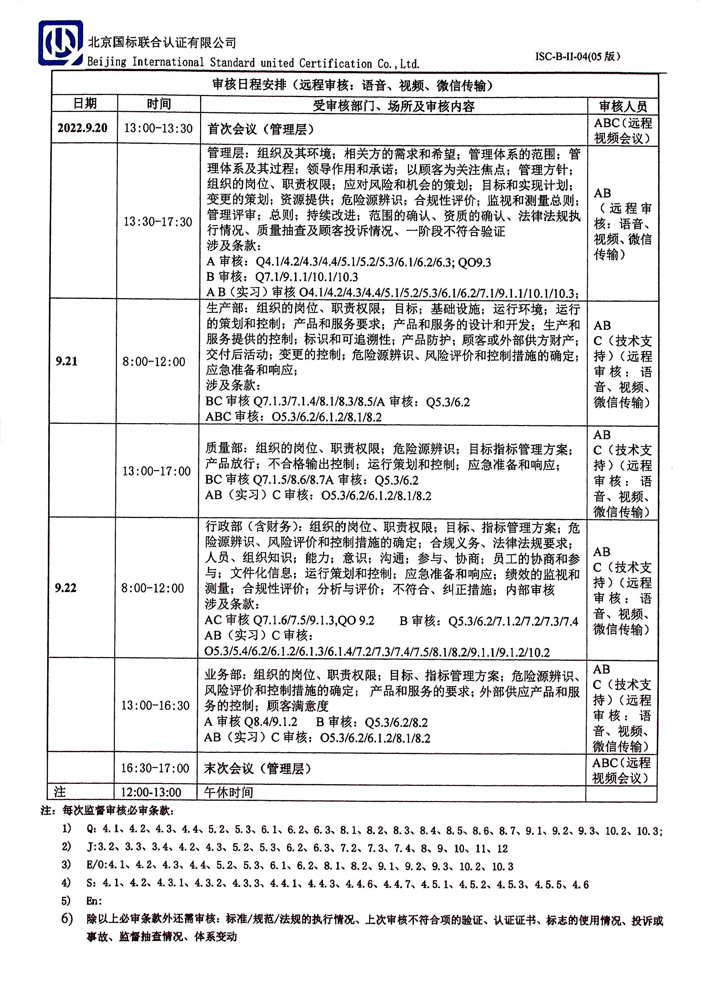 北京国标联合认证有限公司
Beijing International Standard united Certification Co.,Ltd.
ISC-B-II-04(05版)
审核日程安排（远程审核：语音、视频、微信传输）
日期 时间 受审核部门、场所及审核内容 审核人员
2022.9.20 13:00-13:30 首次会议（管理层）
ABC（远程
视频会议）
13:30-17:30
管理层：组织及其环境；相关方的需求和希望；管理体系的范围；管
理体系及其过程；领导作用和承诺；以顾客为关注焦点；管理方针；
组织的岗位、职责权限；应对风险和机会的策划；目标和实现计划；
变更的策划；资源提供；危险源辨识；合规性评价；监视和测量总则；
管理评审；总则；持续改进；范围的确认、资质的确认、法律法规执
行情况、质量抽查及顾客投诉情况、一阶段不符合验证
涉及条款：
A 审核：Q4.1/4.2/4.3/4.4/5.1/5.2/5.3/6.1/6.2/6.3; QO9.3
B 审核：Q7.1/9.1.1/10.1/10.3
A B（实习）审核 O4.1/4.2/4.3/4.4/5.1/5.2/5.3/6.1/6.2/7.1/9.1.1/10.1/10.3；
AB
（远程审
核：语音、
视频、微信
传输）
9.21 8:00-12:00
生产部：组织的岗位、职责权限；目标；基础设施；运行环境；运行
的策划和控制；产品和服务要求；产品和服务的设计和开发；生产和
服务提供的控制；标识和可追溯性；产品防护；顾客或外部供方财产；
交付后活动；变更的控制；危险源辨识、风险评价和控制措施的确定；
应急准备和响应；
涉及条款：
BC 审核 Q7.1.3/7.1.4/8.1/8.3/8.5/A 审核：Q5.3/6.2
ABC 审核：O5.3/6.2/6.1.2/8.1/8.2
AB
C（技术支
持）（远程
审核：语
音、视频、
微信传输）
13:00-17:00
质量部：组织的岗位、职责权限；危险源辨识；目标指标管理方案；
产品放行；不合格输出控制；运行策划和控制；应急准备和响应；
BC 审核 Q7.1.5/8.6/8.7A 审核：Q5.3/6.2
AB（实习）C 审核：O5.3/6.2/6.1.2/8.1/8.2
AB
C（技术支
持）（远程
审核：语
音、视频、
微信传输）
9.22 8:00-12:00
行政部（含财务）：组织的岗位、职责权限；目标、指标管理方案；危
险源辨识、风险评价和控制措施的确定；合规义务、法律法规要求；
人员、组织知识；能力；意识；沟通；参与、协商；员工的协商和参
与；文件化信息；运行策划和控制；应急准备和响应；绩效的监视和
测量；合规性评价；分析与评价；不符合、纠正措施；内部审核
涉及条款：
AC 审核 Q7.1.6/7.5/9.1.3,QO 9.2 B 审核：Q5.3/6.2/7.1.2/7.2/7.3/7.4
AB（实习）C 审核：
O5.3/5.4/6.2/6.1.2/6.1.3/6.1.4/7.2/7.3/7.4/7.5/8.1/8.2/9.1.1/9.1.2/10.2
AB
C（技术支
持）（远程
审核：语
音、视频、
微信传输）
13:00-16:30
业务部：组织的岗位、职责权限；目标、指标管理方案；危险源辨识、
风险评价和控制措施的确定； 产品和服务的要求；外部供应产品和服
务的控制；顾客满意度
A 审核 Q8.4/9.1.2 B 审核：Q5.3/6.2/8.2
AB（实习）C 审核：O5.3/6.2/6.1.2/8.1/8.2
AB
C（技术支
持）（远程
审核：语
音、视频、
微信传输）
16:30-17:00 末次会议（管理层）
ABC（远程
视频会议）
注 12:00-13:00 午休时间
注：每次监督审核必审条款：
1) Q：4.1、4.2、4.3、4.4、5.2、5.3、6.1、6.2、6.3、8.1、8.2、8.3、8.4、8.5、8.6、8.7、9.1、9.2、9.3、10.2、10.3；
2) J:3.2、3.3、3.4、4.2、4.3、5.2、5.3、6.2、6.3、7.2、7.3、7.4、8、9、10、11、12
3) E/O:4.1、4.2、4.3、4.4、5.2、5.3、6.1、6.2、8.1、8.2、9.1、9.2、9.3、10.2、10.3
4) S：4.1、4.2、4.3.1、4.3.2、4.3.3、4.4.1、4.4.3、4.4.6、4.4.7、4.5.1、4.5.2、4.5.3、4.5.5、4.6
5) En：
6) 除以上必审条款外还需审核：标准/规范/法规的执行情况、上次审核不符合项的验证、认证证书、标志的使用情况、投诉或
事故、监督抽查情况、体系变动